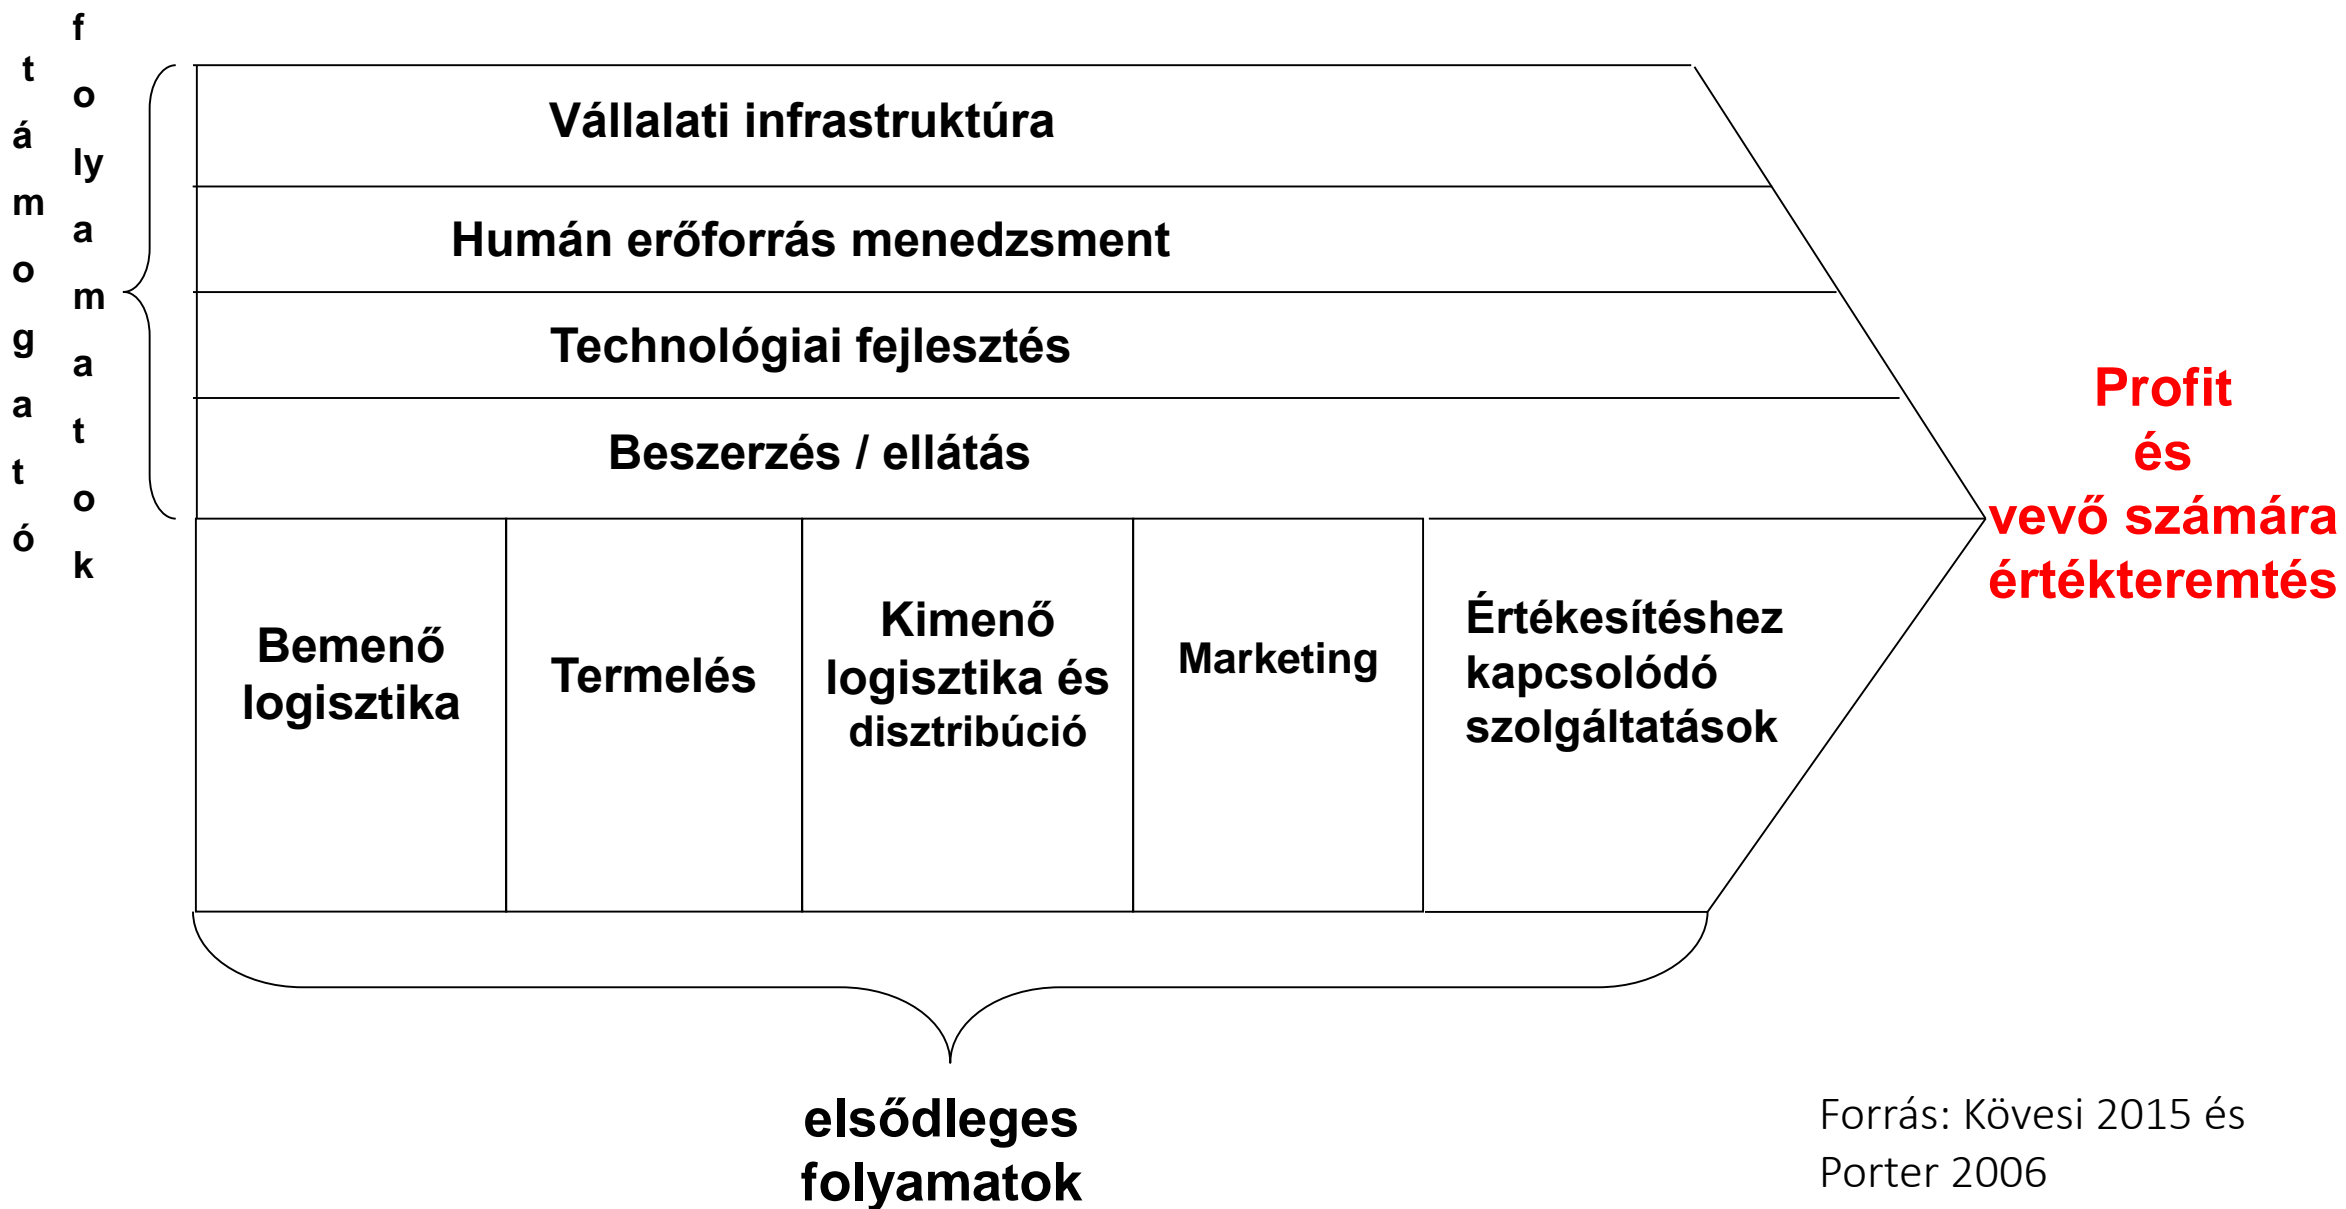 támogató
folyamatok
Vállalati infrastruktúra
Humán erőforrás menedzsment
Technológiai fejlesztés
Beszerzés / ellátás
Bemenő
logisztika
Termelés
Kimenő
logisztika és
disztribúció
Marketing
Értékesítéshez
kapcsolódó
szolgáltatások
Profit
és
vevő számára
értékteremtés
elsődleges
folyamatok
Forrás: Kövesi 2015 és
Porter 2006